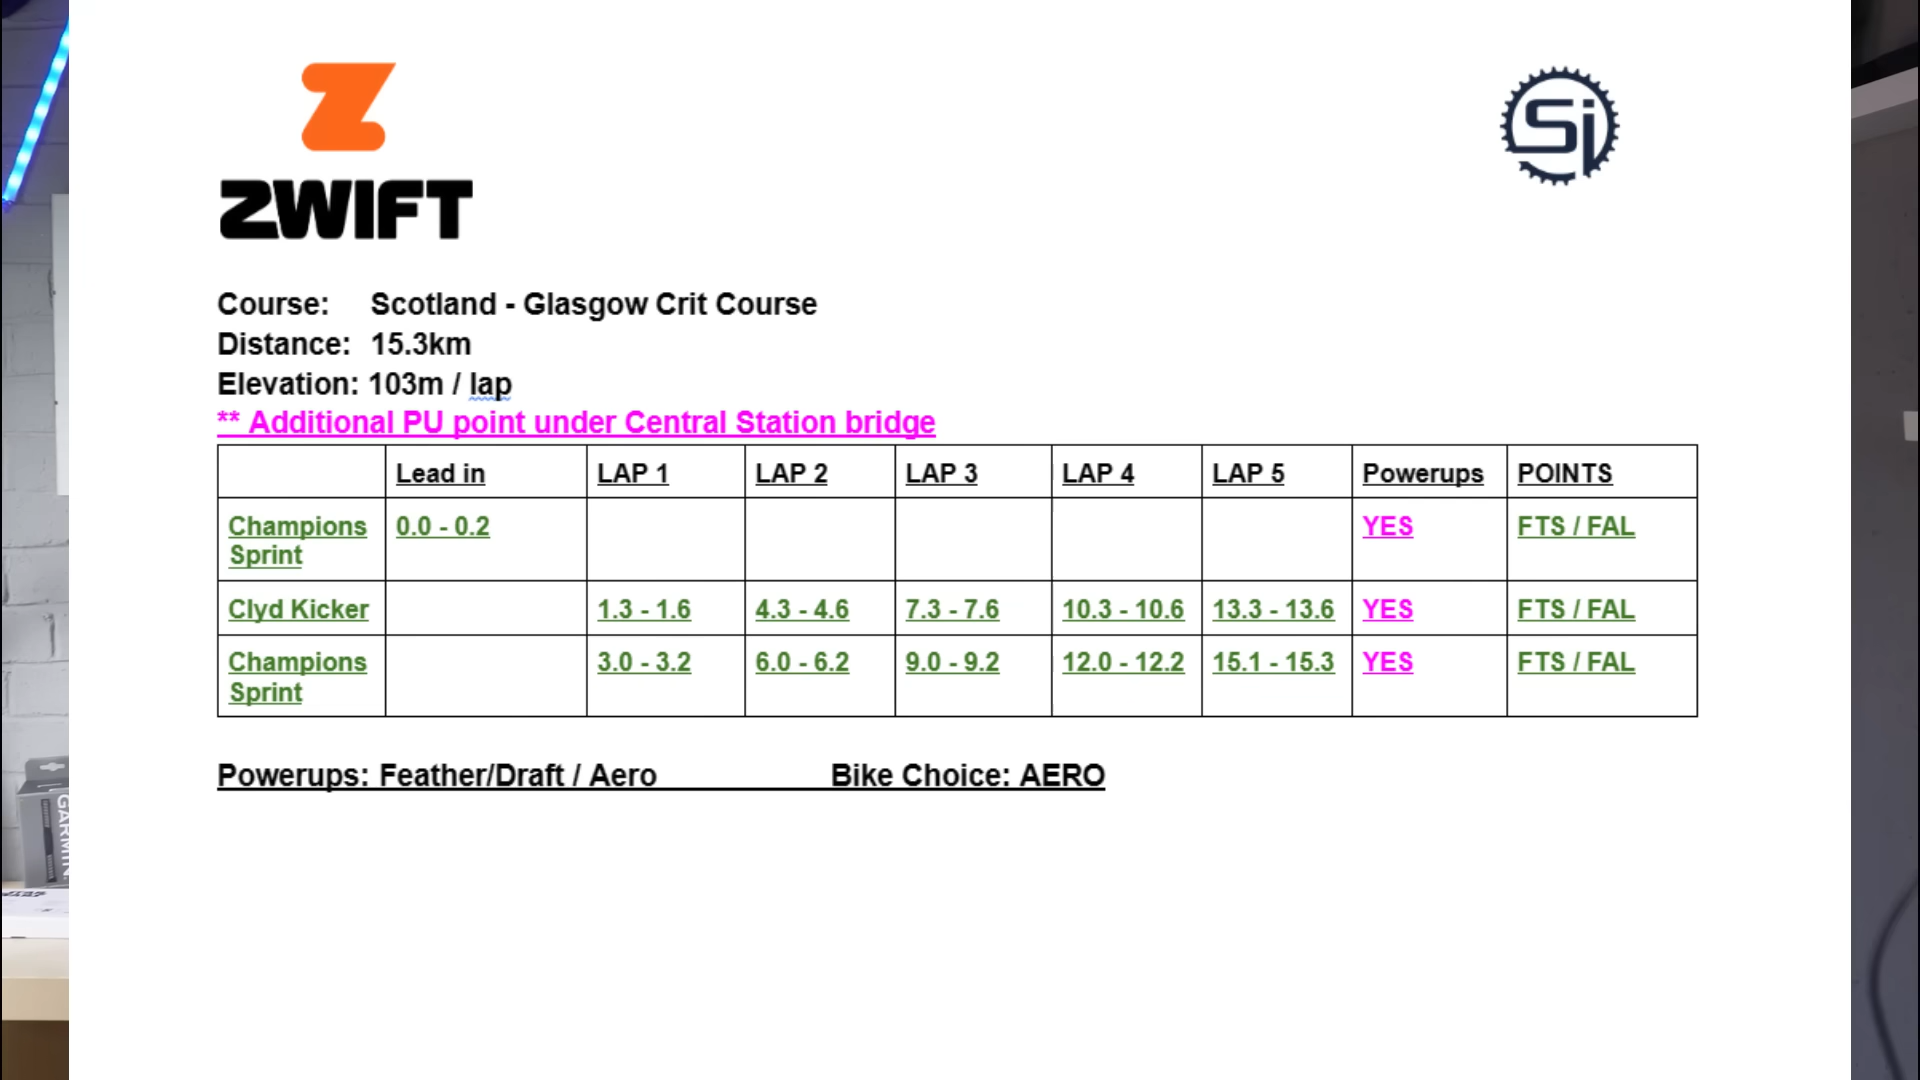 ZWIFT
Si
Course: Scotland - Glasgow Crit Course
Distance: 15.3km
Elevation: 103m / lap
** Additional PU point under Central Station bridge
Lead in LAP 1 LAP 2 LAP 3 LAP 4 LAP 5 Powerups POINTS
Champions Sprint 0.0 - 0.2 YES FTS / FAL
Clyd Kicker 1.3 - 1.6 4.3 - 4.6 7.3 - 7.6 10.3 - 10.6 13.3 - 13.6 YES FTS / FAL
Champions Sprint 3.0 - 3.2 6.0 - 6.2 9.0 - 9.2 12.0 - 12.2 15.1 - 15.3 YES FTS / FAL
Powerups: Feather/Draft / Aero Bike Choice: AERO
GARMIN